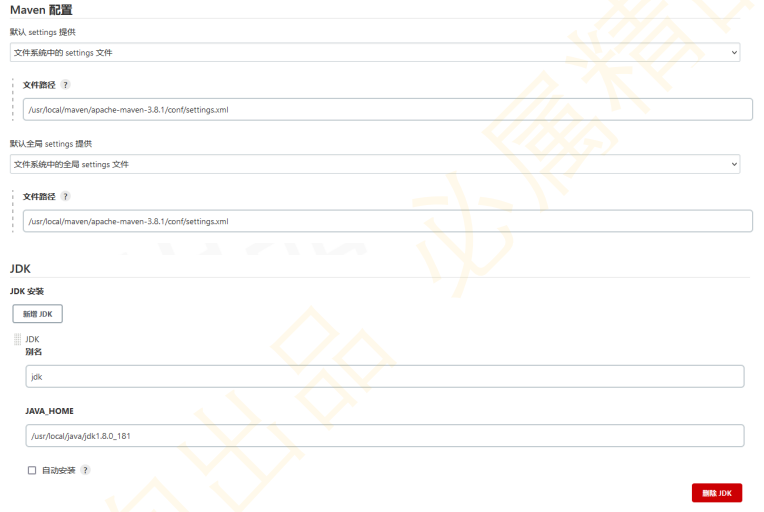 Maven 配置
默认 settings 提供
文件系统中的 settings 文件
文件路径 ?
/usr/local/maven/apache-maven-3.8.1/conf/settings.xml
默认全局 settings 提供
文件系统中的全局 settings 文件
文件路径 ?
/usr/local/maven/apache-maven-3.8.1/conf/settings.xml
JDK
JDK 安装
新增 JDK
JDK
别名
jdk
JAVA_HOME
/usr/local/java/jdk1.8.0_181
自动安装 ?
删除 JDK
出品 必属精